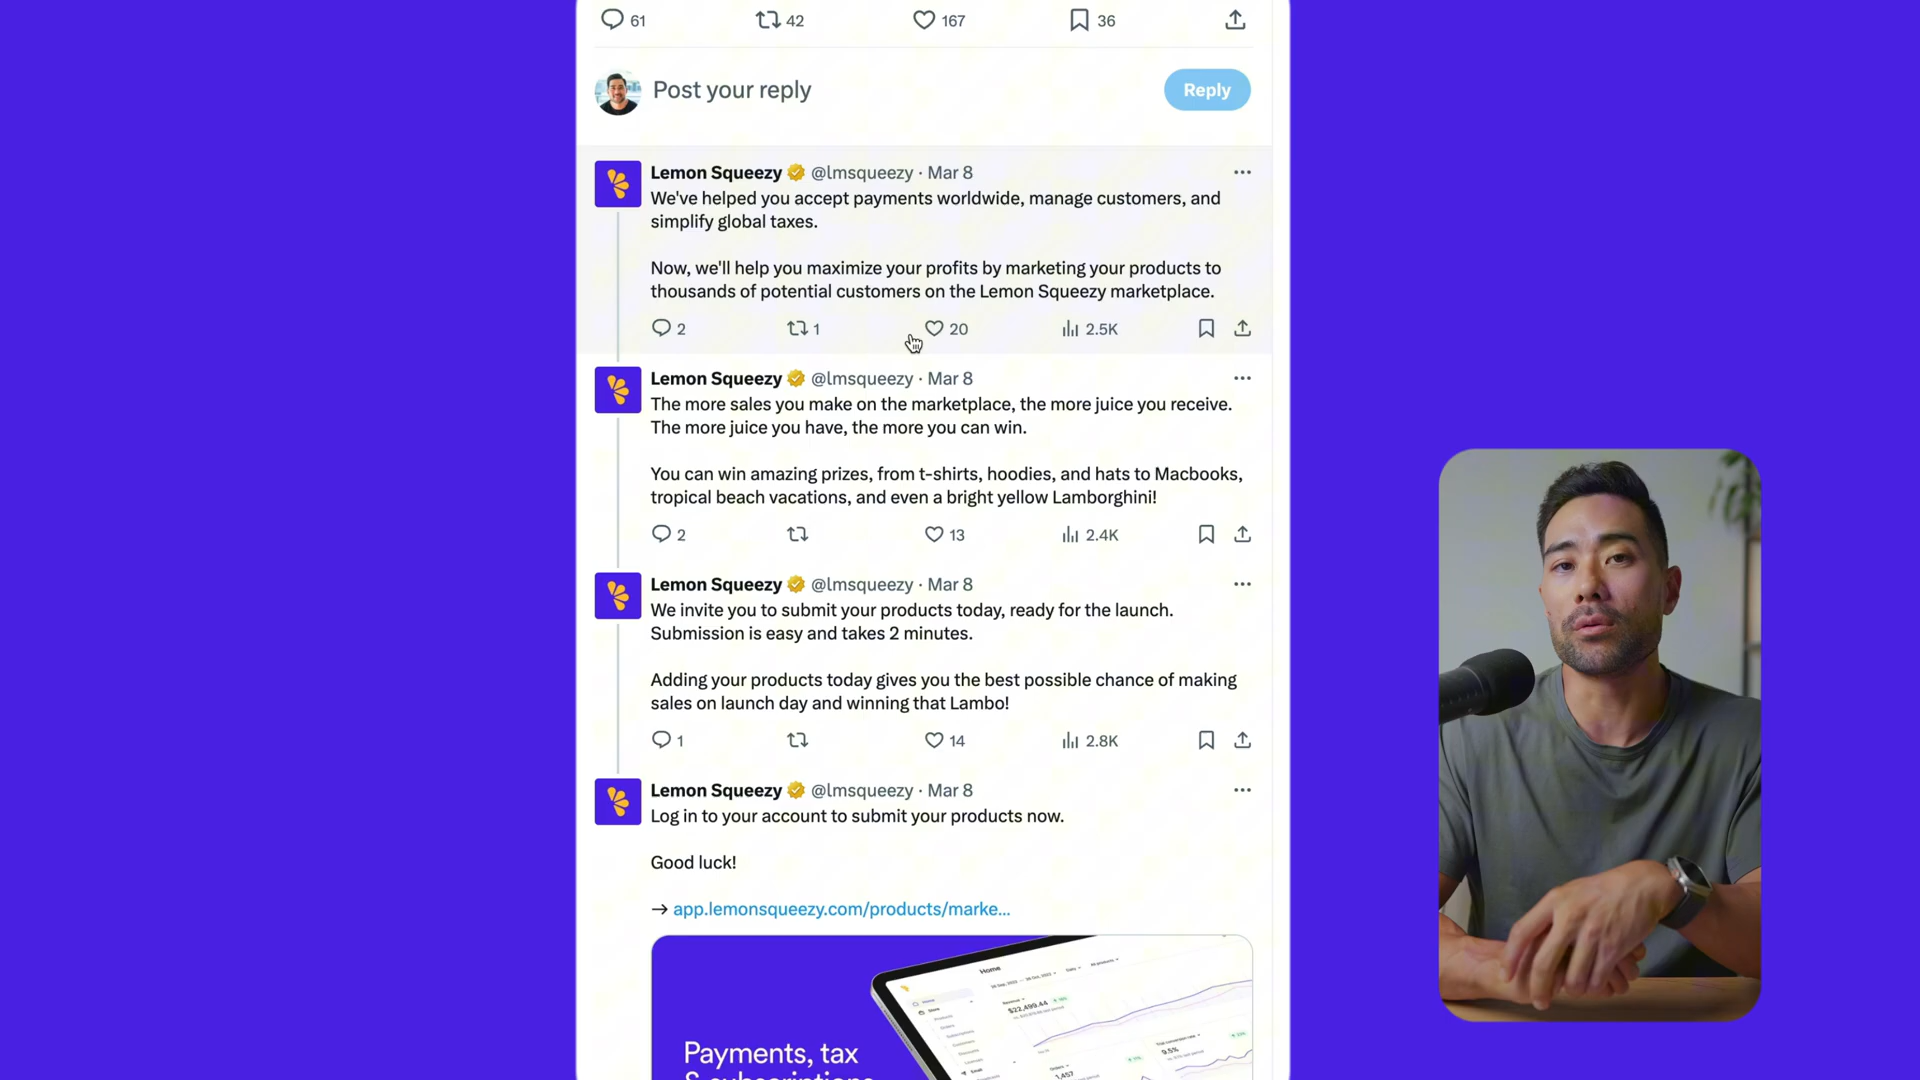 61 42 167 36
Post your reply Reply
Lemon Squeezy @lmsqueezy · Mar 8
We've helped you accept payments worldwide, manage customers, and
simplify global taxes.
Now, we'll help you maximize your profits by marketing your products to
thousands of potential customers on the Lemon Squeezy marketplace.
2 1 20 2.5K
Lemon Squeezy @lmsqueezy · Mar 8
The more sales you make on the marketplace, the more juice you receive.
The more juice you have, the more you can win.
You can win amazing prizes, from t-shirts, hoodies, and hats to Macbooks,
tropical beach vacations, and even a bright yellow Lamborghini!
2 13 2.4K
Lemon Squeezy @lmsqueezy · Mar 8
We invite you to submit your products today, ready for the launch.
Submission is easy and takes 2 minutes.
Adding your products today gives you the best possible chance of making
sales on launch day and winning that Lambo!
1 14 2.8K
Lemon Squeezy @lmsqueezy · Mar 8
Log in to your account to submit your products now.
Good luck!
→ app.lemonsqueezy.com/products/marke...
Home
$22,499.44
9.5%
1,457
Payments, tax
& subscriptions